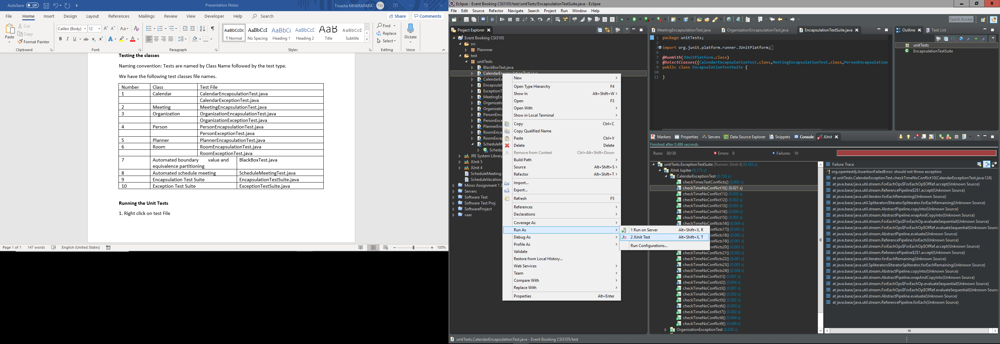 AutoSave Off
Presentation Notes
Tinashe MHARAPARA TM
File Home Insert Design Layout References Mailings Review View Developer Help Search
Share Comments
Paste
Cut
Copy
Format Painter
Clipboard
Calibri (Body) 12
Font
Paragraph
AaBbCcDc AaBbCcI AaBbC( AaBbCcD AaB AaBbCcD
¶ Normal No Spacing Heading 1 Heading 2 Title Subtitle
Styles
Find
Replace
Select
Editing
Dictate
Voice
Testing the classes
Naming convention: Tests are named by Class Name followed by the test type.
We have the following test classes file names.
Number Class Test File
1 Calendar CalendarEncapsulationTest.java
CalendarExceptionTest.java
2 Meeting MeetingEncapsulationTest.java
3 Organization OrganizationEncapsulationTest.java
OrganizationExceptionTest.java
4 Person PersonEncapsulationTest.java
PersonExceptionTest.java
5 Planner PlannerEncapsulationTest.java
6 Room RoomEncapsulationTest.java
RoomExceptionTest.java
7 Automated boundary value and BlackBoxTest.java
equivalence partitioning
8 Automated schedule meeting ScheduleMeetingTest.java
9 Encapsulation Test Suite EncapsulationTestSuite.java
10 Exception Test Suite ExceptionTestSuite.java
Running the Unit Tests
1. Right click on test File
Page 1 of 1 147 words English (United States) 100%
Eclipse - Event Booking CSI3105/test/unitTests/EncapsulationTestSuite.java - Eclipse
File Edit Source Refactor Navigate Search Project Run Window Help
Quick Access
Project Explorer
Event Booking CSI3105
src
Plannner
test
unitTests
BlackBoxTest.java
CalendarEncapsulationTest.java
CalendarEx
Encapsulat
ExceptionT
MeetingEn
Organizatio
Organizatio
PersonEnca
PersonExce
PlannerEnc
RoomEnca
RoomExcep
ScheduleM
Schedu
JRE System Library
JUnit 5
JUnit 4
ScheduleMeeting.
ScheduleVacation.
Minor Assignment 1 2
Servers
Software Test
Software Test Proj
SoftwareProject
vaar
New
Open Type Hierarchy F4
Show In Alt+Shift+W
Open F3
Open With
Show in Local Terminal
Copy Ctrl+C
Copy Qualified Name
Paste Ctrl+V
Delete Delete
Remove from Context Ctrl+Alt+Shift+Down
Build Path
Source Alt+Shift+S
Refactor Alt+Shift+T
Import...
Export...
Refresh F5
References
Declarations
Coverage As
Run As
Debug As
Profile As
Validate
Restore from Local History...
Web Services
Team
Compare With
Replace With
Properties Alt+Enter
1 Run on Server Alt+Shift+X, R
2 JUnit Test Alt+Shift+X, T
Run Configurations...
MeetingEncapsulationTest.java OrganizationEncapsulationTest.java EncapsulationTestSuite.java
1 package unitTests;
2
3 import org.junit.platform.runner.JUnitPlatform;
6
7 @RunWith(JUnitPlatform.class)
8 @SelectClasses({CalendarEncapsulationTest.class,MeetingEncapsulationTest.class,PersonEncapsulation
9 public class EncapsulationTestSuite {
10
11 }
Outline Task List
unitTests
EncapsulationTestSuite
Markers Properties Servers Data Source Explorer Snippets Console JUnit
Finished after 0.486 seconds
Runs: 30/30 Errors: 0 Failures: 10
unitTests.ExceptionTestSuite [Runner: JUnit 4] (0.183 s)
JUnit Jupiter (0.175 s)
CalendarExceptionTest (0.138 s)
checkTimesTestConflicts() (0.005 s)
checkTimeNoConflict10() (0.021 s)
checkTimeNoConflict11() (0.002 s)
checkTimeNoConflict12() (0.002 s)
checkTimeNoConflict13() (0.002 s)
checkTimeNoConflict14() (0.004 s)
checkTimeNoConflict15() (0.002 s)
checkTimeNoConflicts16() (0.004 s)
licts17() (0.002 s)
licts18() (0.002 s)
licts19() (0.001 s)
licts20() (0.003 s)
checkTimeNoConflicts21() (0.002 s)
checkTimeNoConflicts22() (0.001 s)
checkTimeNoConflicts23() (0.003 s)
checkTimeNoConflicts24() (0.004 s)
checkTimeNoConflict1() (0.001 s)
checkTimeNoConflict2() (0.004 s)
checkTimeNoConflict3() (0.001 s)
checkTimeNoConflict4() (0.002 s)
checkTimeNoConflict5() (0.002 s)
checkTimeNoConflict6() (0.003 s)
checkTimeNoConflict7() (0.002 s)
checkTimeNoConflict8() (0.004 s)
checkTimeNoConflict9() (0.049 s)
OrganizationExceptionTest (0.020 s)
Failure Trace
org.opentest4j.AssertionFailedError: should not throw exception
at unitTests.CalendarExceptionTest.checkTimeNoConflict10(CalendarExceptionTest.java:124)
at java.base/java.util.stream.ForEachOps$ForEachOp$OfRef.accept(Unknown Source)
at java.base/java.util.stream.ReferencePipeline$2$1.accept(Unknown Source)
at java.base/java.util.Iterator.forEachRemaining(Unknown Source)
at java.base/java.util.Spliterators$IteratorSpliterator.forEachRemaining(Unknown Source)
at java.base/java.util.stream.AbstractPipeline.copyInto(Unknown Source)
at java.base/java.util.stream.AbstractPipeline.wrapAndCopyInto(Unknown Source)
at java.base/java.util.stream.ForEachOps$ForEachOp.evaluateSequential(Unknown Source)
at java.base/java.util.stream.ForEachOps$ForEachOp$OfRef.evaluateSequential(Unknown Sourc
at java.base/java.util.stream.AbstractPipeline.evaluate(Unknown Source)
at java.base/java.util.stream.ReferencePipeline.forEach(Unknown Source)
at java.base/java.util.stream.ForEachOps$ForEachOp$OfRef.accept(Unknown Source)
at java.base/java.util.stream.ReferencePipeline$2$1.accept(Unknown Source)
at java.base/java.util.Iterator.forEachRemaining(Unknown Source)
at java.base/java.util.Spliterators$IteratorSpliterator.forEachRemaining(Unknown Source)
at java.base/java.util.stream.AbstractPipeline.copyInto(Unknown Source)
at java.base/java.util.stream.AbstractPipeline.wrapAndCopyInto(Unknown Source)
at java.base/java.util.stream.ForEachOps$ForEachOp.evaluateSequential(Unknown Source)
at java.base/java.util.stream.ForEachOps$ForEachOp$OfRef.evaluateSequential(Unknown Sourc
at java.base/java.util.stream.AbstractPipeline.evaluate(Unknown Source)
at java.base/java.util.stream.ReferencePipeline.forEach(Unknown Source)
unitTests.CalendarEncapsulationTest.java - Event Booking CSI3105/test